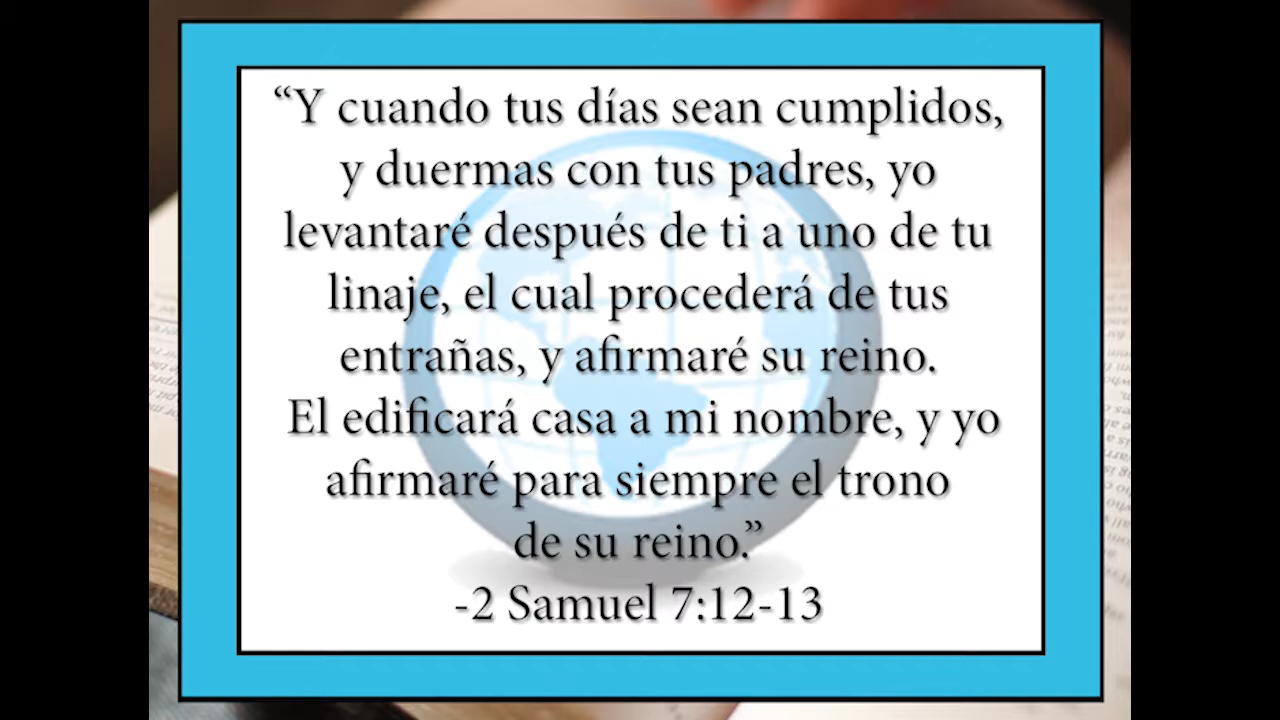 “Y cuando tus días sean cumplidos,
y duermas con tus padres, yo
levantaré después de ti a uno de tu
linaje, el cual procederá de tus
entrañas, y afirmaré su reino.
El edificará casa a mi nombre, y yo
afirmaré para siempre el trono
de su reino.”
-2 Samuel 7:12-13